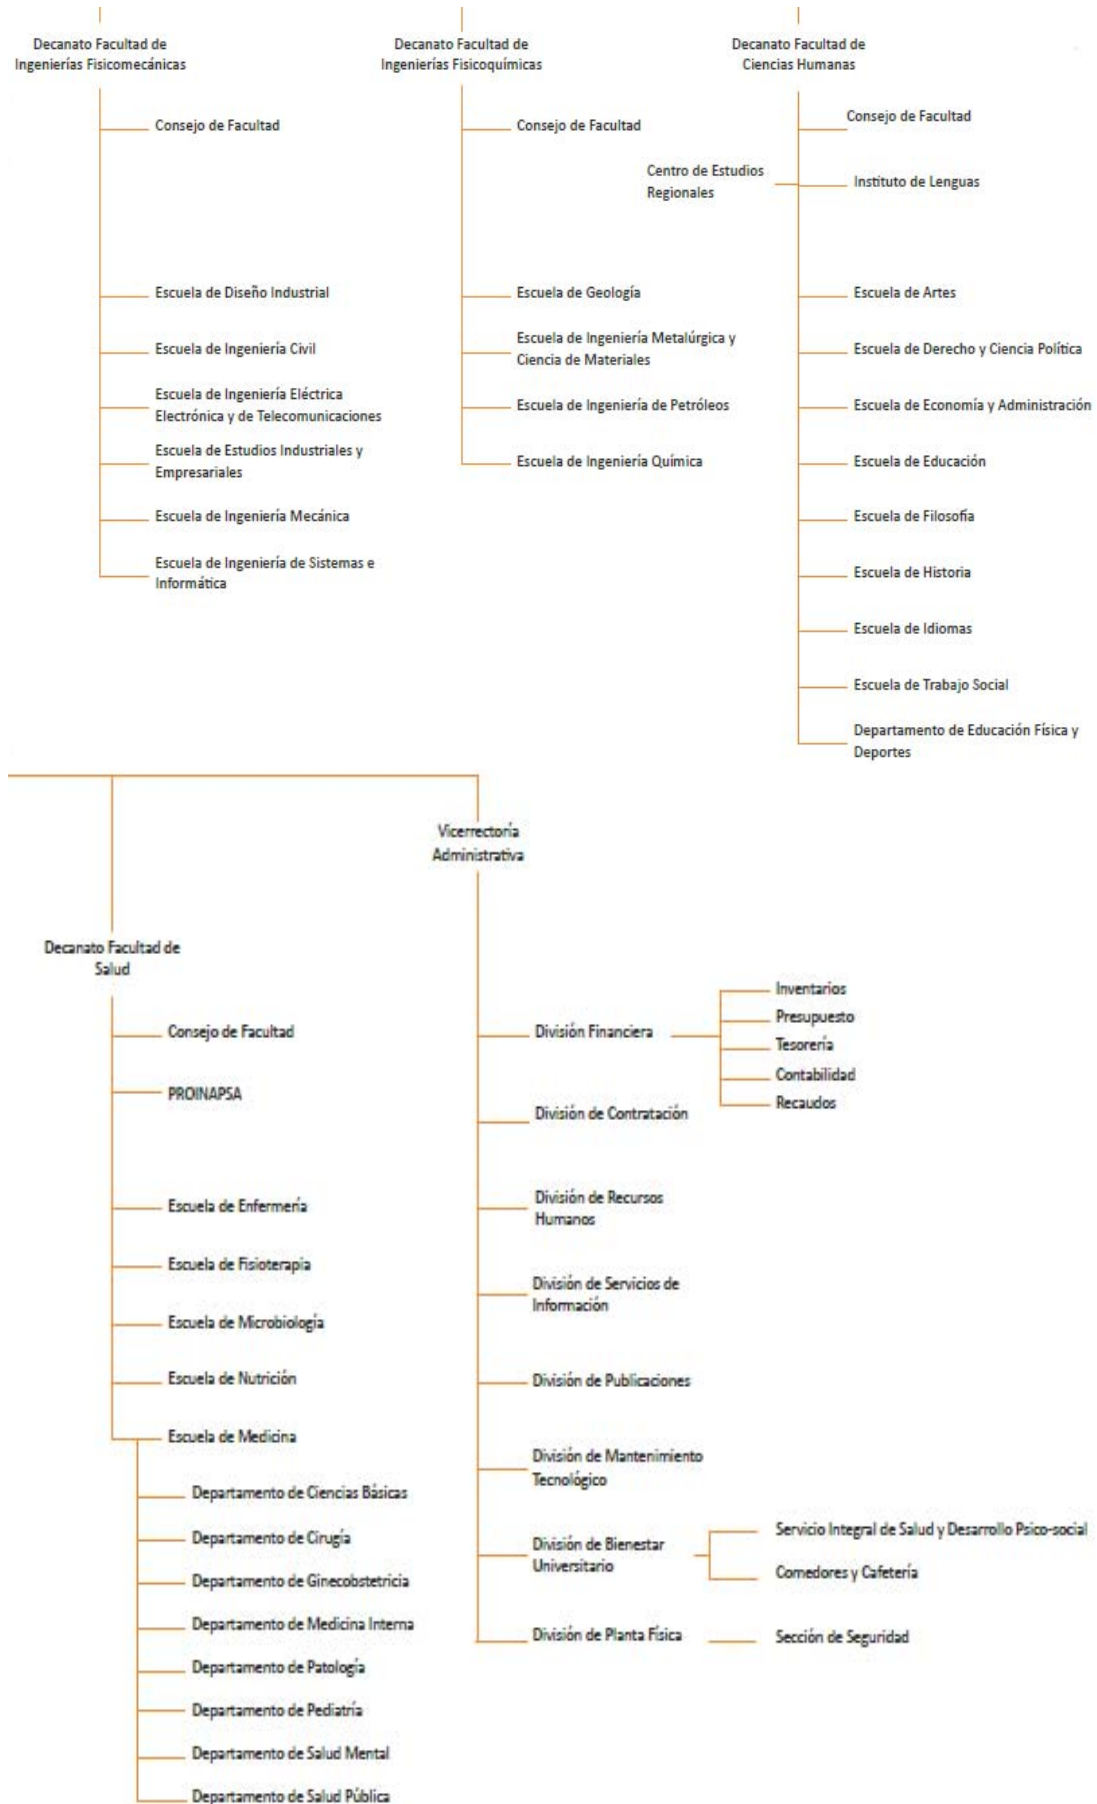 Decanato Facultad de
Ingenierías Fisicomecánicas
Consejo de Facultad
Escuela de Diseño Industrial
Escuela de Ingeniería Civil
Escuela de Ingeniería Eléctrica
Electrónica y de Telecomunicaciones
Escuela de Estudios Industriales y
Empresariales
Escuela de Ingeniería Mecánica
Escuela de Ingeniería de Sistemas e
Informática
Decanato Facultad de
Ingenierías Fisicoquímicas
Consejo de Facultad
Escuela de Geología
Escuela de Ingeniería Metalúrgica y
Ciencia de Materiales
Escuela de Ingeniería de Petróleos
Escuela de Ingeniería Química
Decanato Facultad de
Ciencias Humanas
Consejo de Facultad
Centro de Estudios
Regionales
Instituto de Lenguas
Escuela de Artes
Escuela de Derecho y Ciencia Política
Escuela de Economía y Administración
Escuela de Educación
Escuela de Filosofía
Escuela de Historia
Escuela de Idiomas
Escuela de Trabajo Social
Departamento de Educación Física y
Deportes
Decanato Facultad de
Salud
Consejo de Facultad
PROINAPSA
Escuela de Enfermería
Escuela de Fisioterapia
Escuela de Microbiología
Escuela de Nutrición
Escuela de Medicina
Departamento de Ciencias Básicas
Departamento de Cirugía
Departamento de Ginecobstetricia
Departamento de Medicina Interna
Departamento de Patología
Departamento de Pediatría
Departamento de Salud Mental
Departamento de Salud Pública
Vicerrectoría
Administrativa
División Financiera
Inventarios
Presupuesto
Tesorería
Contabilidad
Recaudos
División de Contratación
División de Recursos
Humanos
División de Servicios de
Información
División de Publicaciones
División de Mantenimiento
Tecnológico
División de Bienestar
Universitario
Servicio Integral de Salud y Desarrollo Psico-social
Comedores y Cafetería
División de Planta Física
Sección de Seguridad